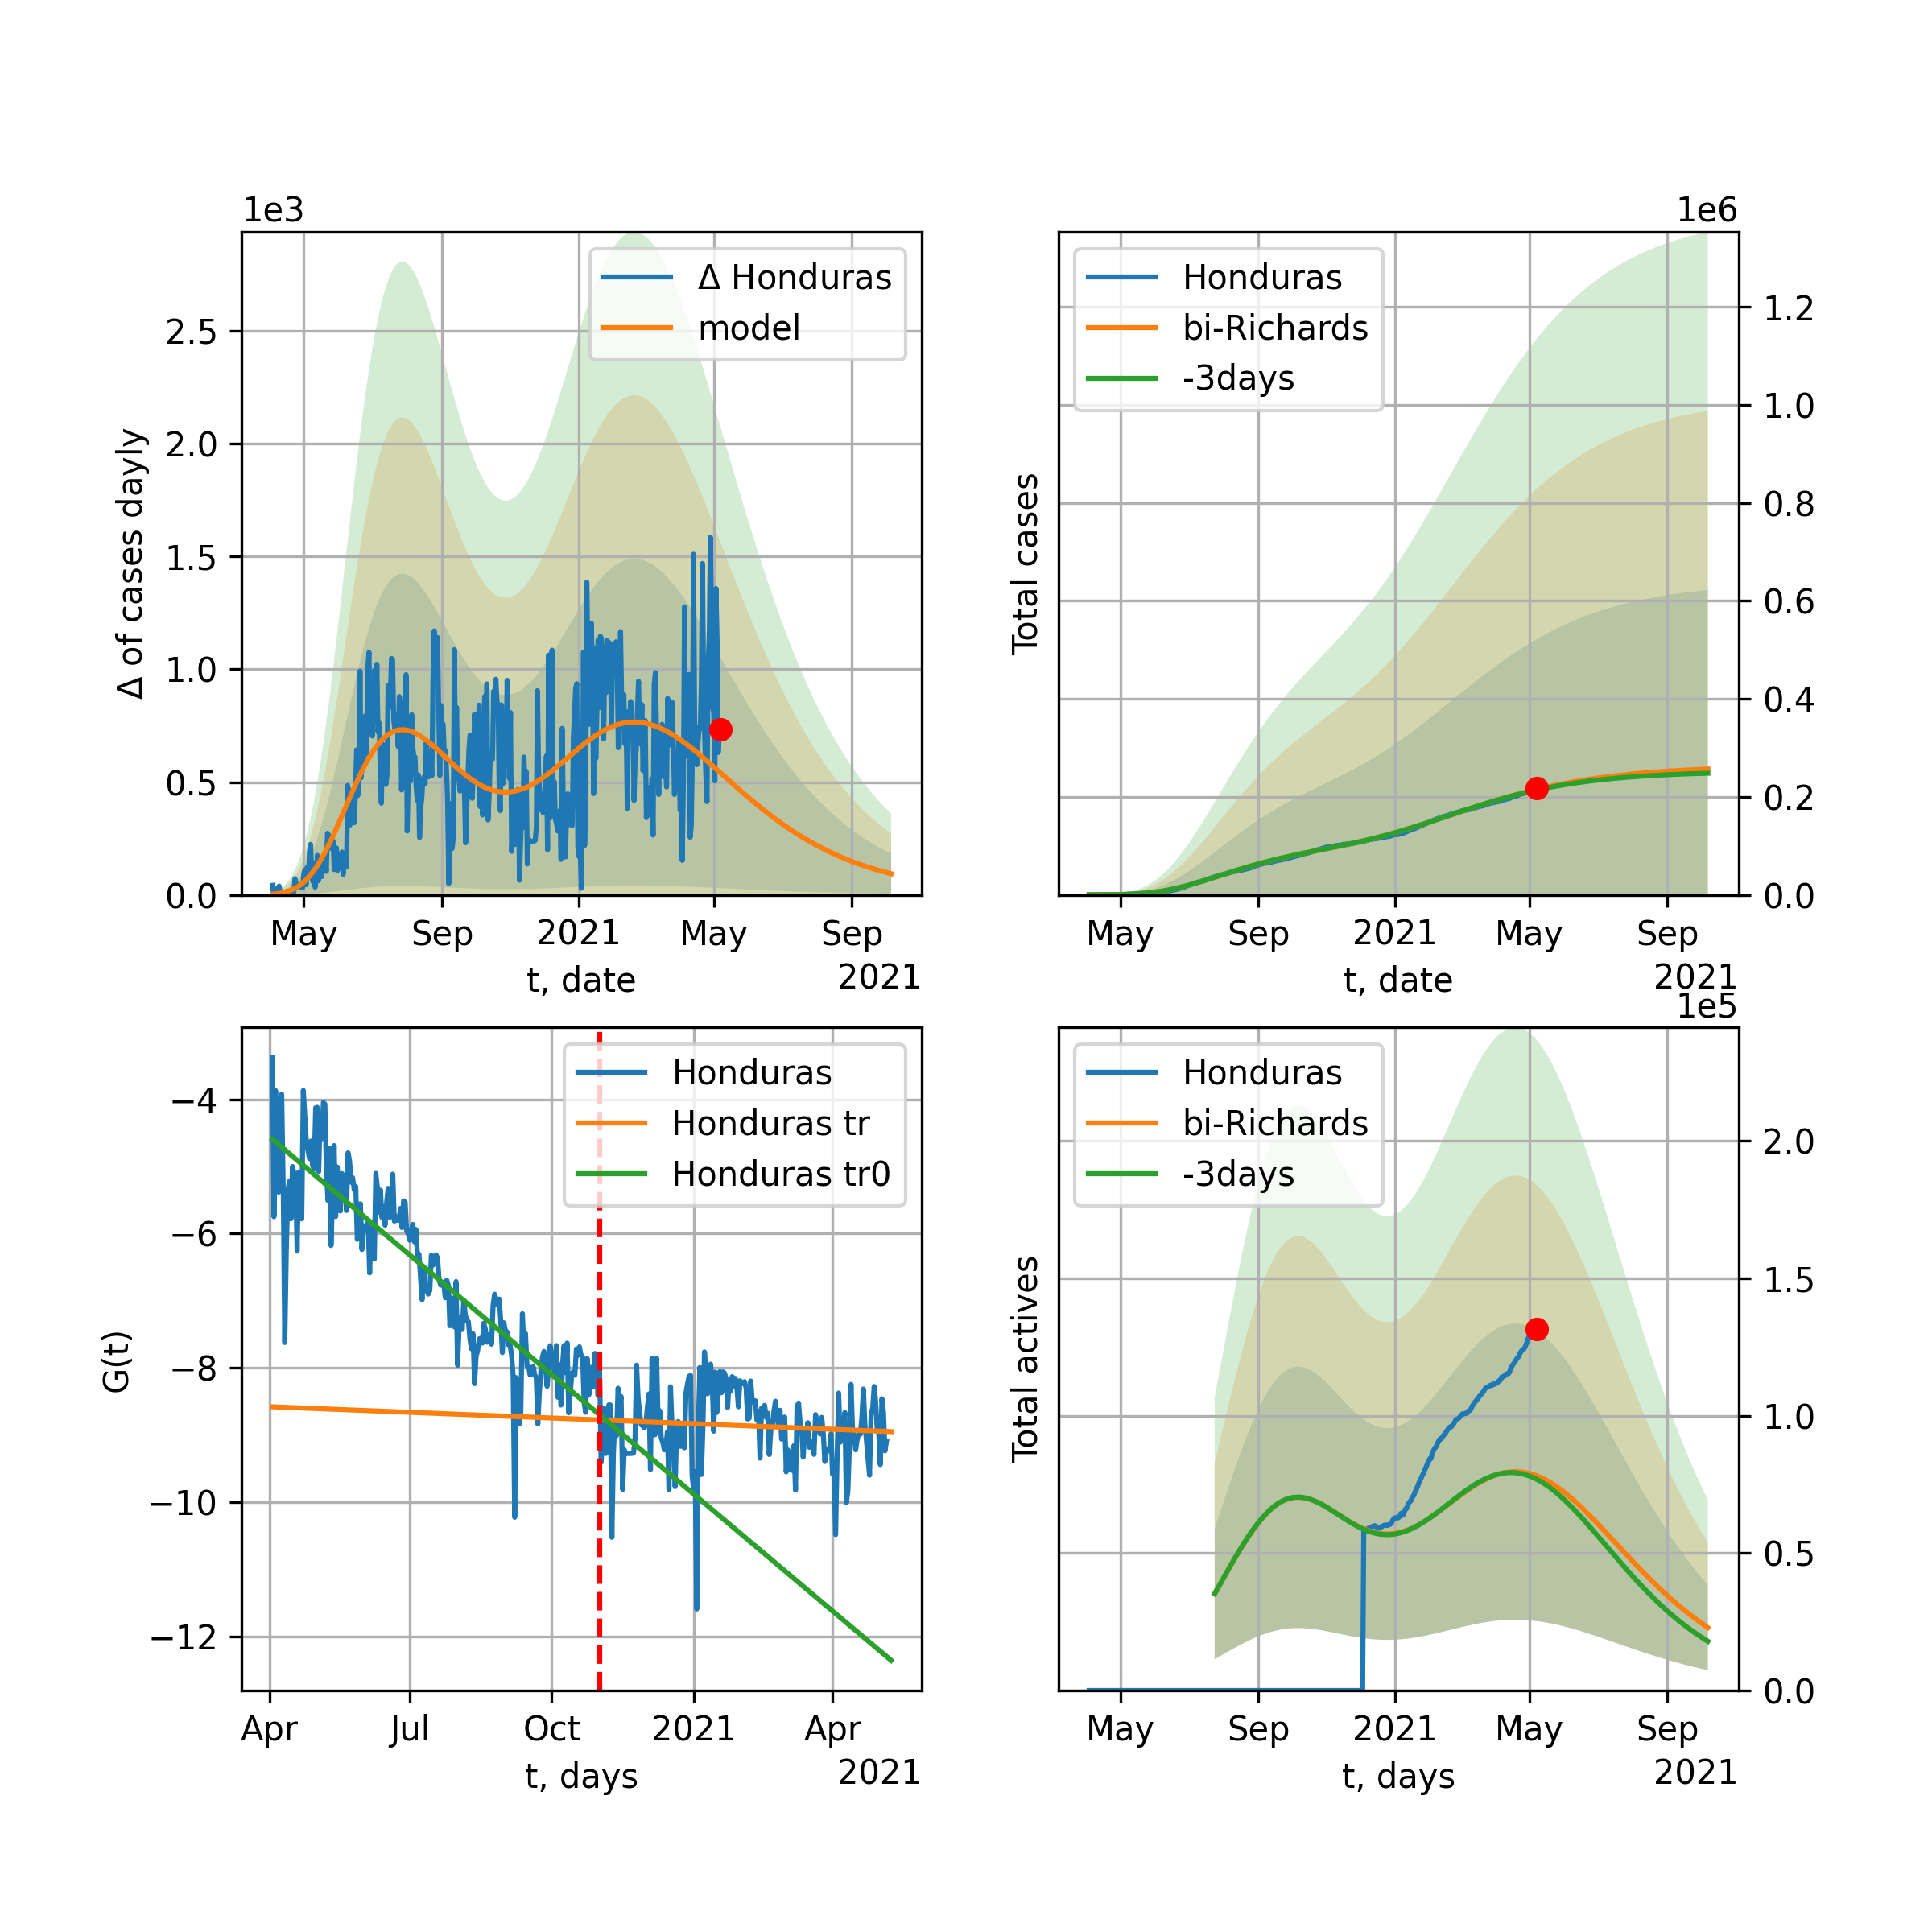 1e3
Δ of cases dayly
2.5
2.0
1.5
1.0
0.5
0.0
Δ Honduras
model
May Sep 2021 May Sep
t, date
2021
1e6
Total cases
Honduras
bi-Richards
-3days
1.2
1.0
0.8
0.6
0.4
0.2
0.0
May Sep 2021 May Sep
t, date
2021
G(t)
−4
−6
−8
−10
−12
Honduras
Honduras tr
Honduras tr0
Apr Jul Oct 2021 Apr
t, days
2021
1e5
Total actives
Honduras
bi-Richards
-3days
2.0
1.5
1.0
0.5
0.0
May Sep 2021 May Sep
t, days
2021